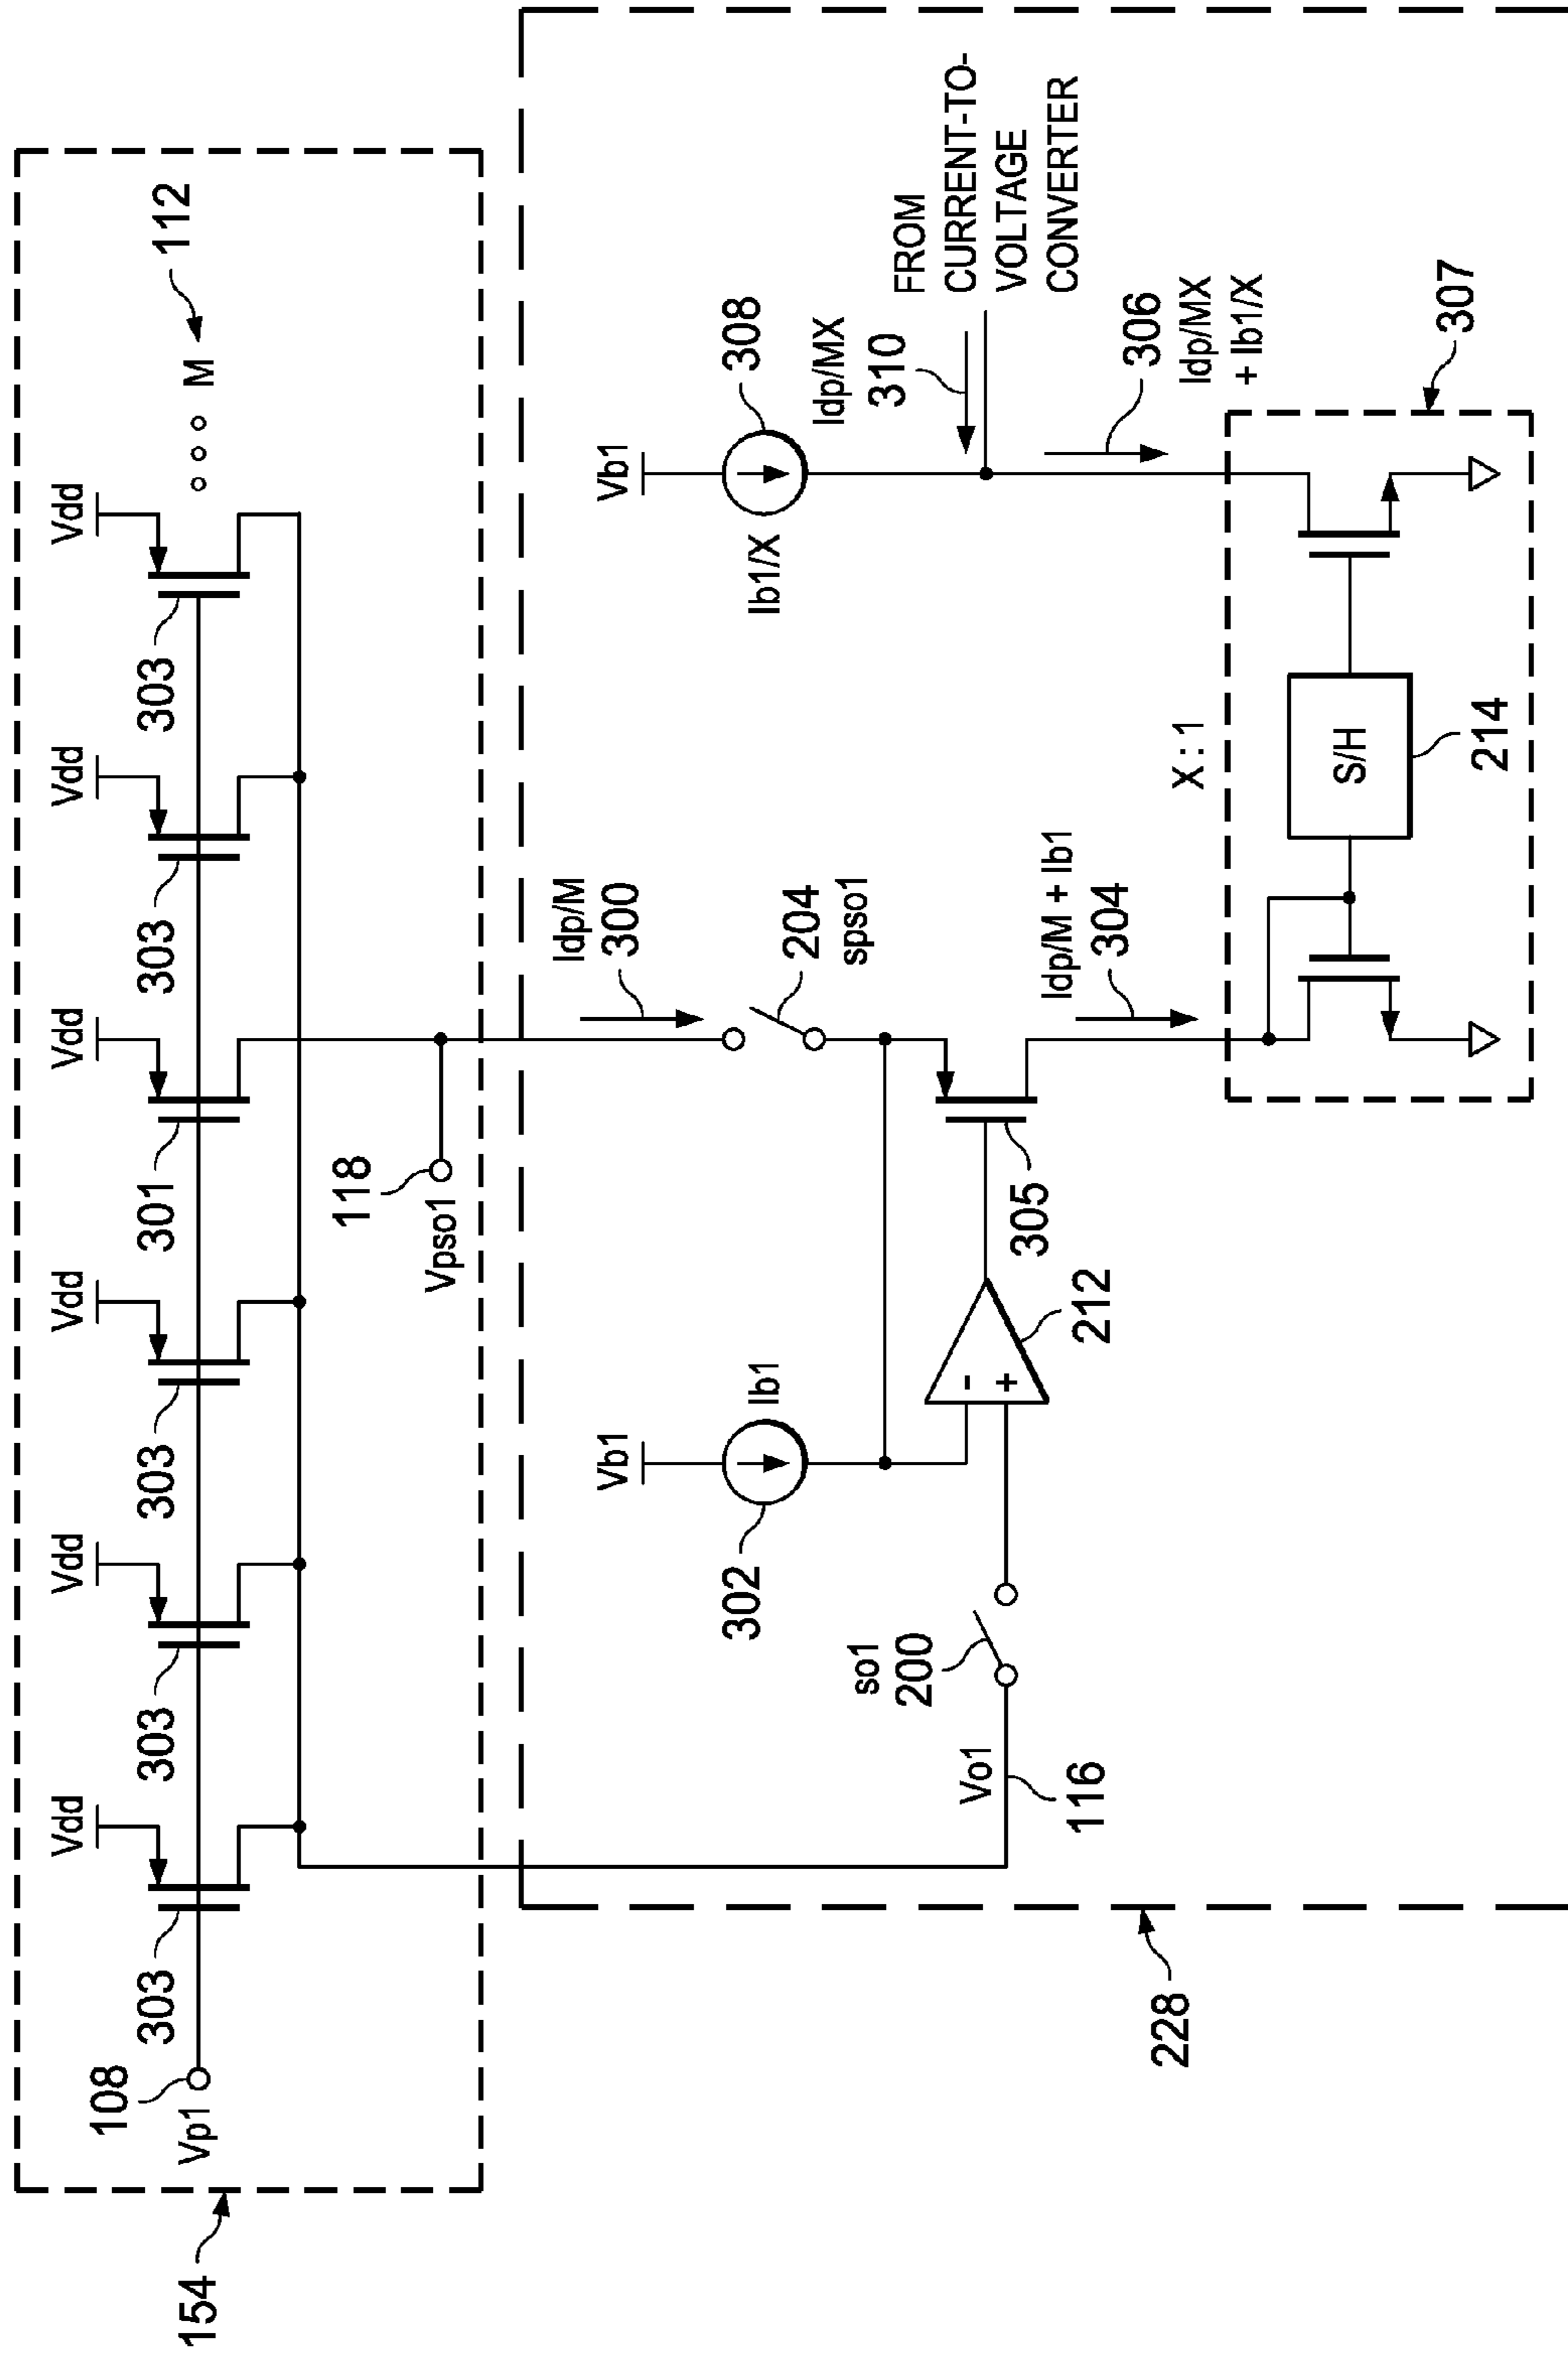 154
Vp1
108
Vdd
303
Vdd
303
Vdd
303
Vdd
301
Vdd
303
Vdd
303
M
112
118
Vpso1
Idp/M
300
204
spso1
228
Vo1
116
so1
200
Vb1
302
Ib1
-
+
212
305
Idp/M + Ib1
304
Vb1
308
Ib1/X
Idp/MX
310
FROM
CURRENT-TO-
VOLTAGE
CONVERTER
306
Idp/MX
+ Ib1/X
X : 1
S/H
214
307